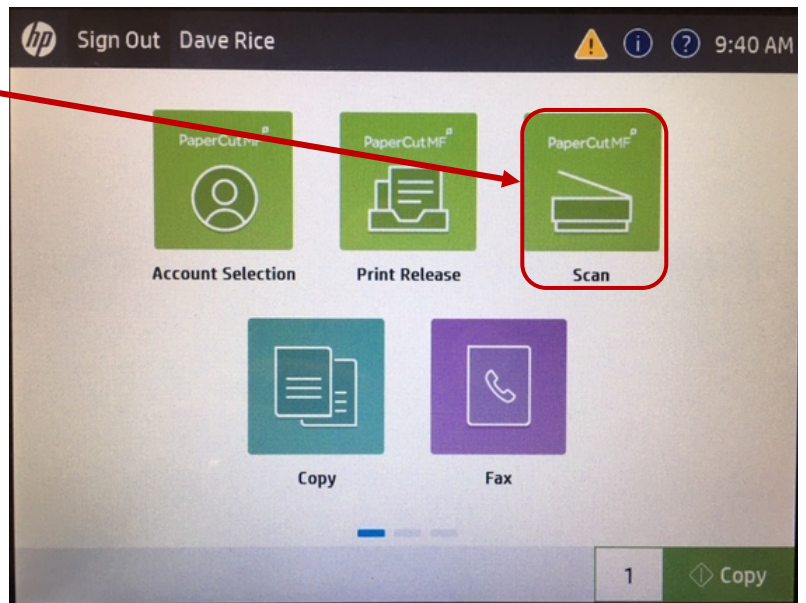 hp Sign Out Dave Rice i ? 9:40 AM
PaperCut MF PaperCut MF PaperCut MF
Account Selection Print Release Scan
Copy Fax
1 Copy